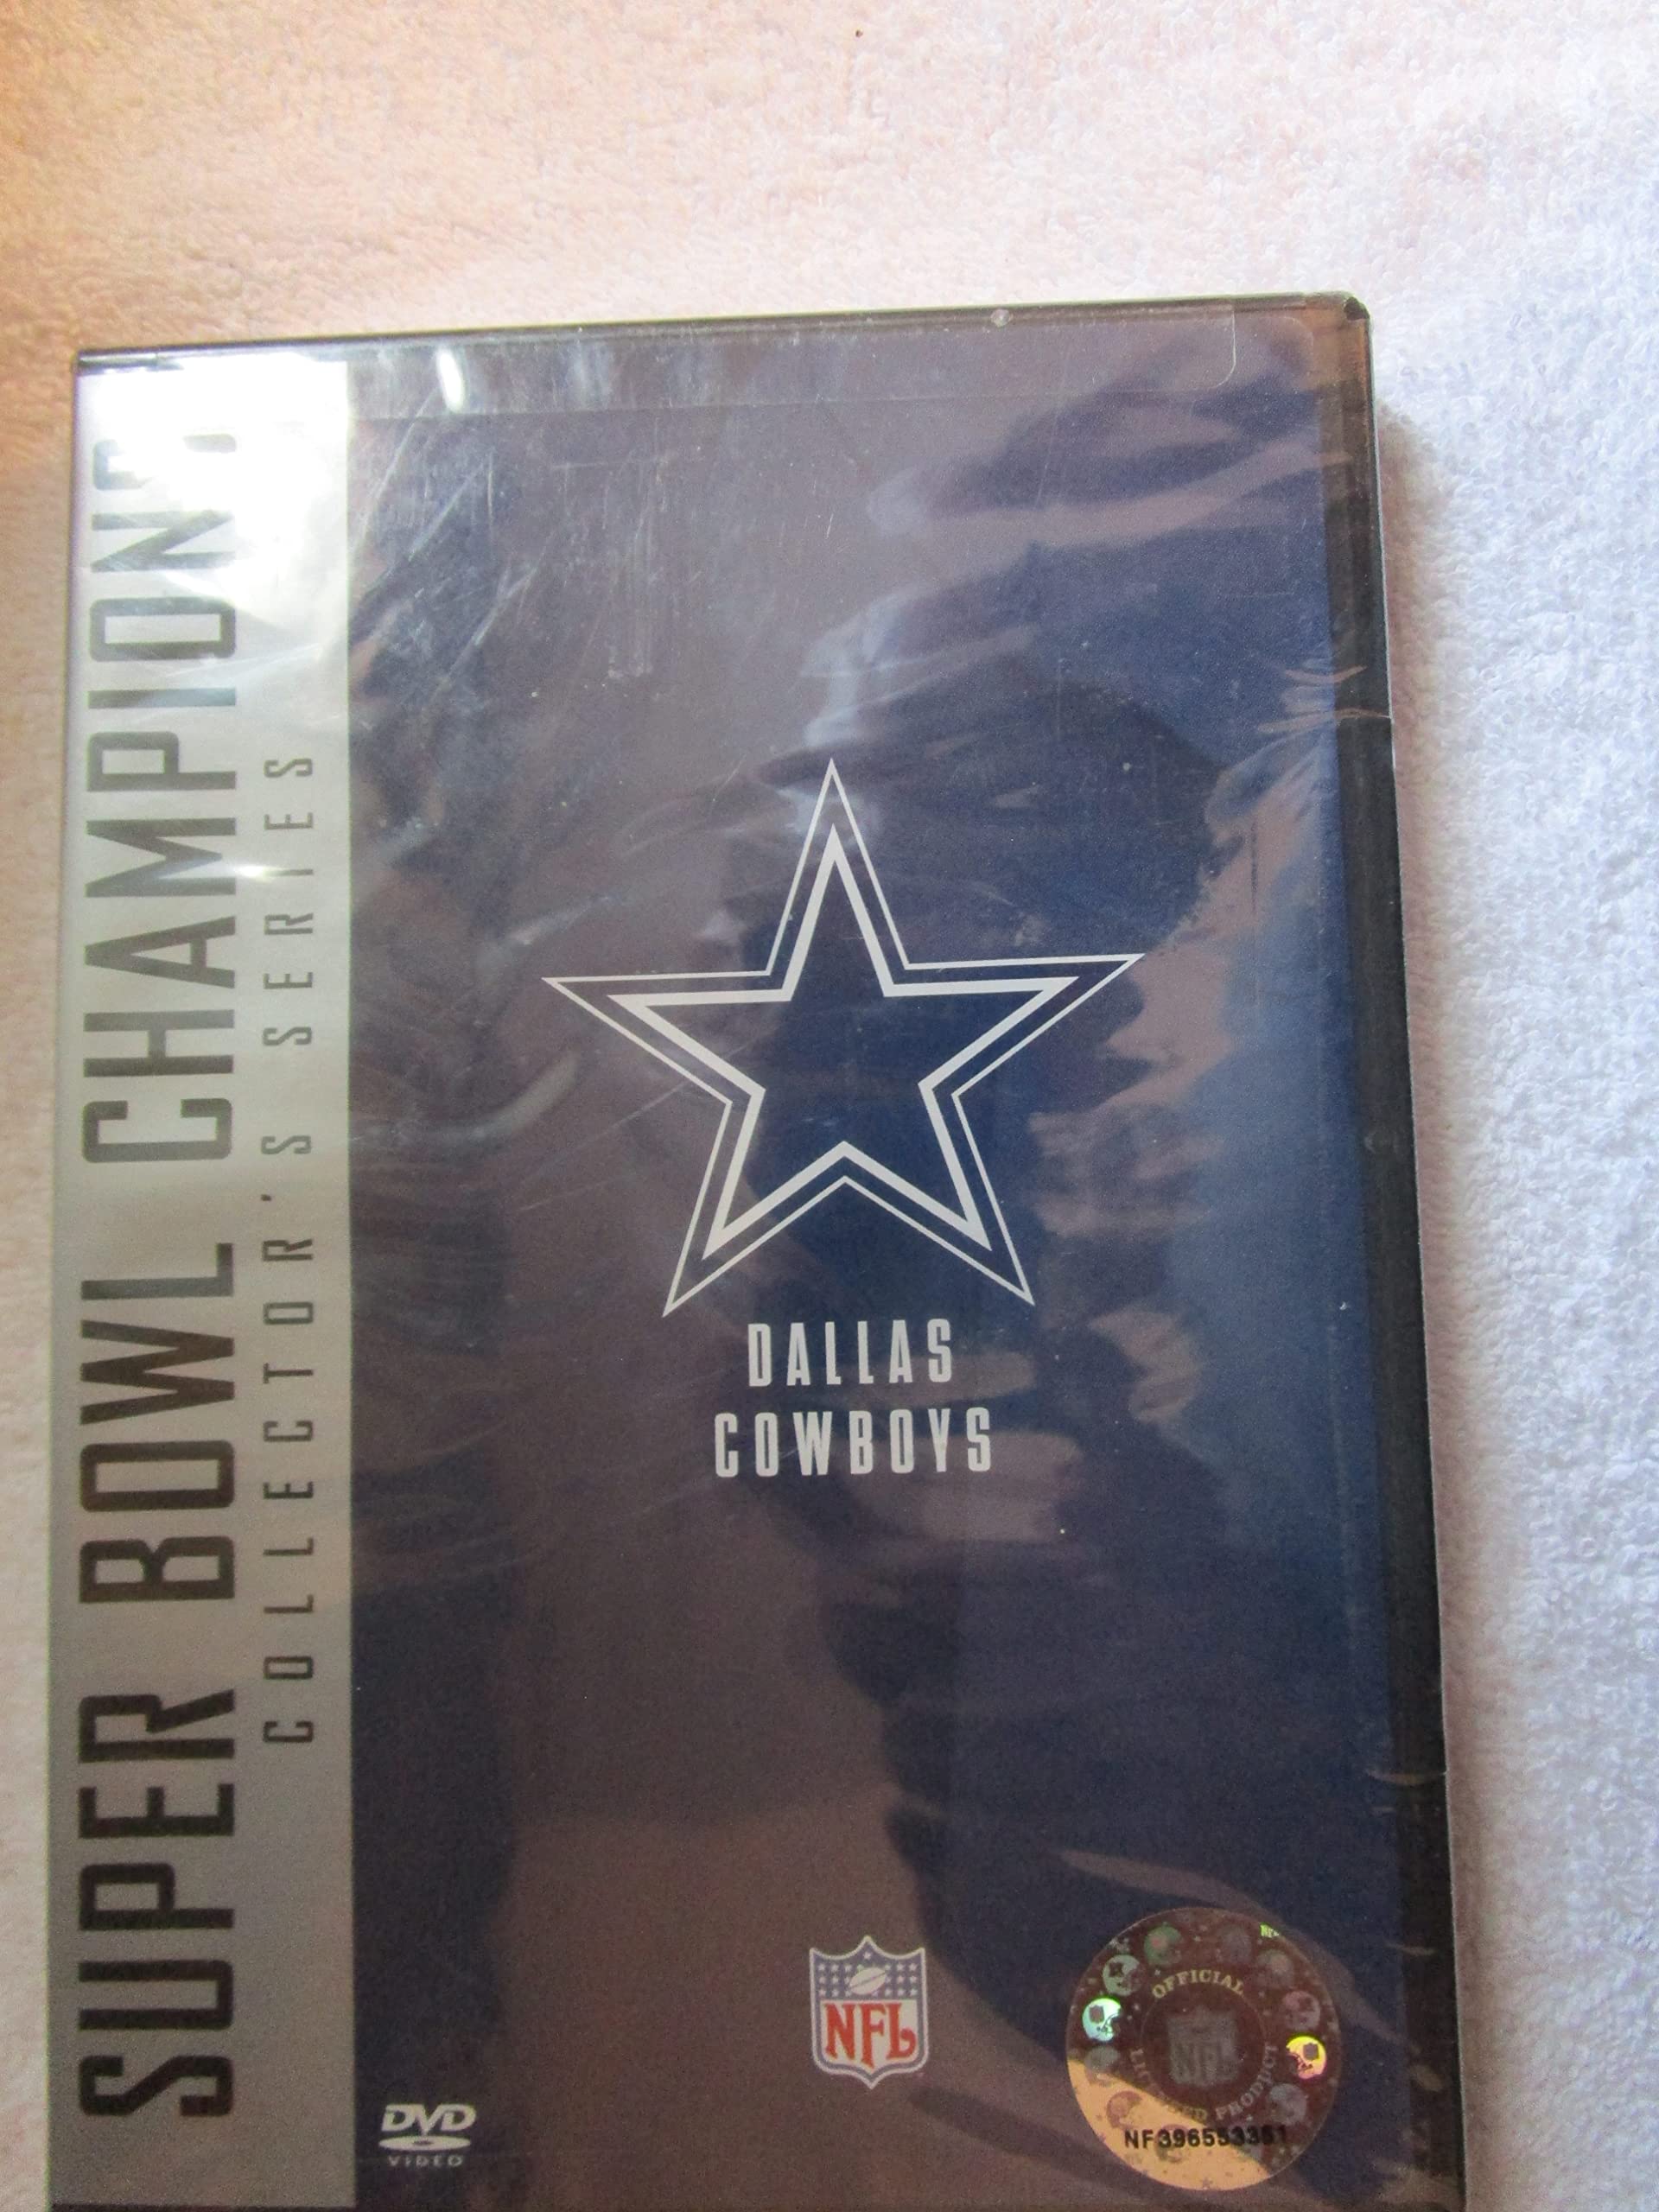 SUPER BOWL CHAMPIONS
COLLECTOR'S SERIES
DALLAS
COWBOYS
NFL
DVD
VIDEO
OFFICIAL
NFL
LICENSED PRODUCT